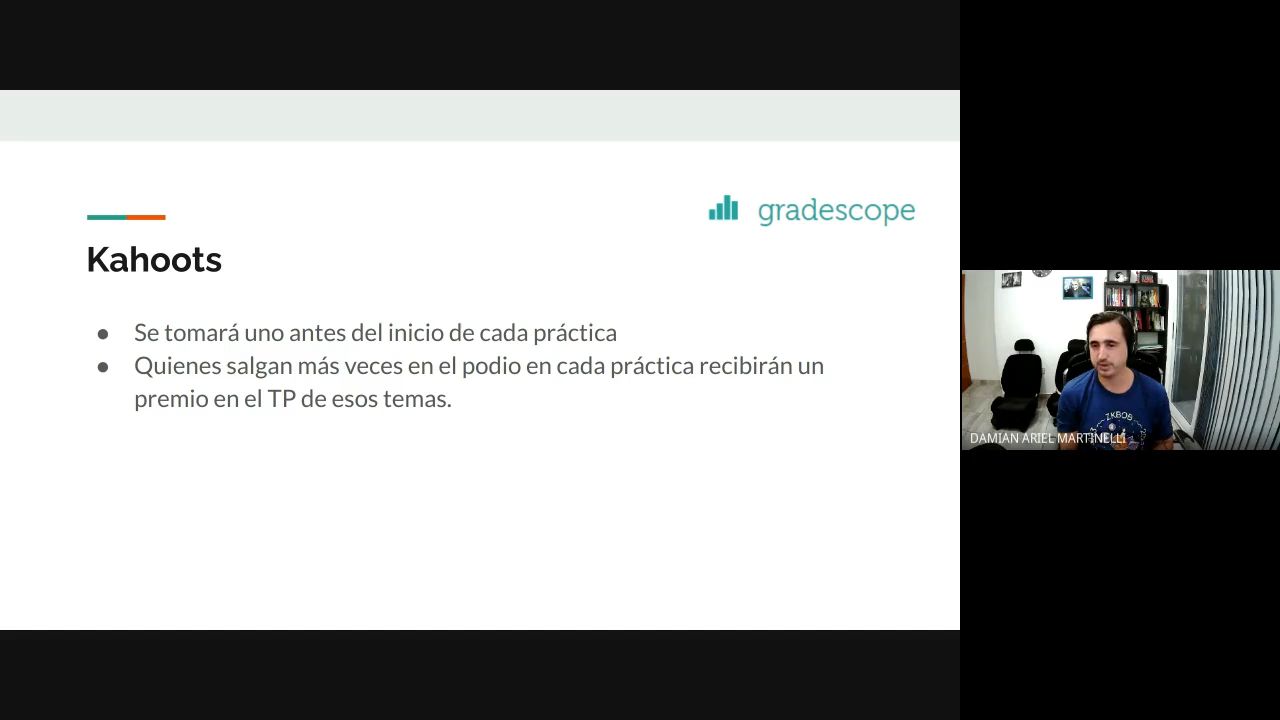 gradescope
Kahoots
● Se tomará uno antes del inicio de cada práctica
● Quienes salgan más veces en el podio en cada práctica recibirán un
premio en el TP de esos temas.
ZKBOB
DAMIAN ARIEL MARTINELLI